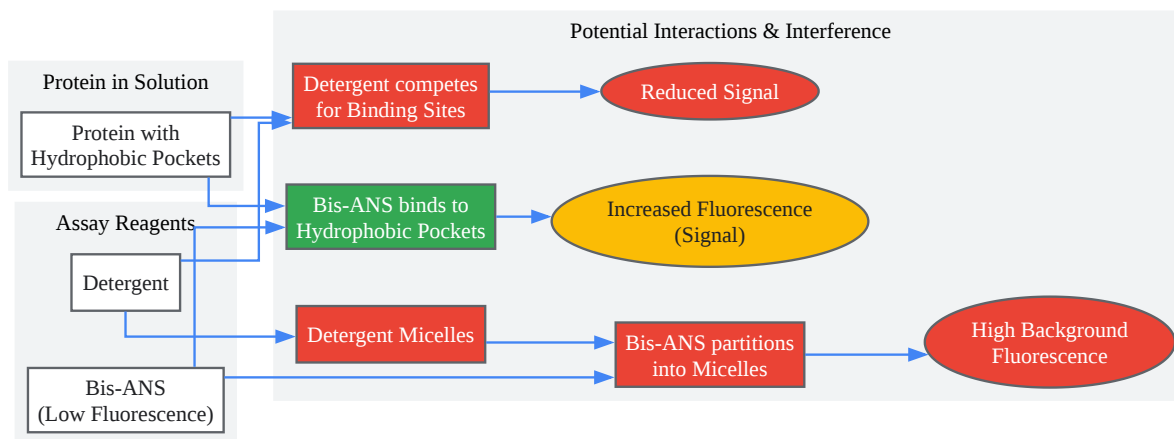 Potential Interactions & Interference
Protein in Solution
Protein with
Hydrophobic Pockets
Detergent competes
for Binding Sites
Reduced Signal
Assay Reagents
Bis-ANS binds to
Hydrophobic Pockets
Increased Fluorescence
(Signal)
Detergent
Detergent Micelles
Bis-ANS partitions
into Micelles
High Background
Fluorescence
Bis-ANS
(Low Fluorescence)